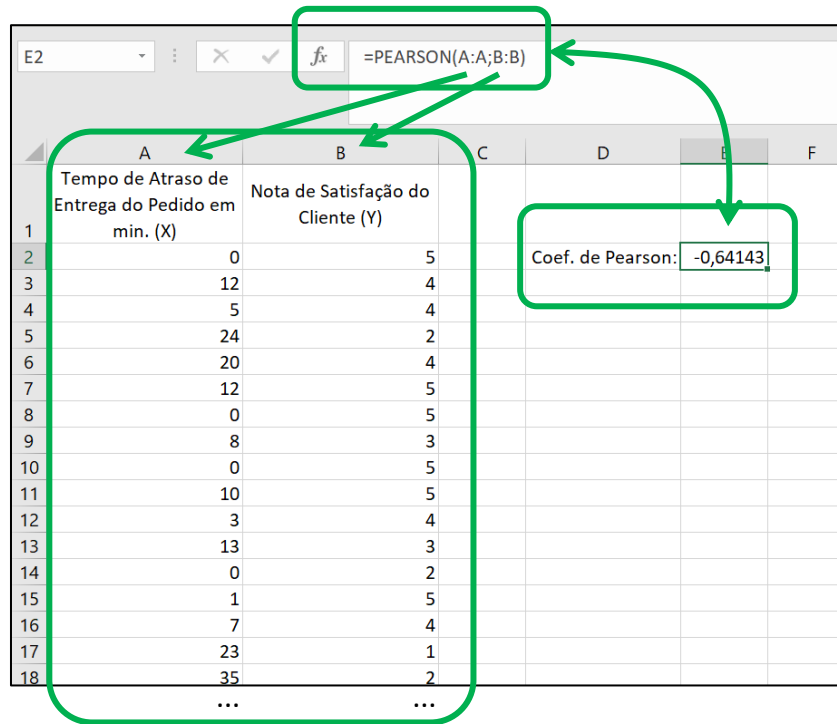 E2 fx =PEARSON(A:A;B:B)
A B C D E F
1 Tempo de Atraso de Entrega do Pedido em min. (X) Nota de Satisfação do Cliente (Y)
2 0 5 Coef. de Pearson: -0,64143
3 12 4
4 5 4
5 24 2
6 20 4
7 12 5
8 0 5
9 8 3
10 0 5
11 10 5
12 3 4
13 13 3
14 0 2
15 1 5
16 7 4
17 23 1
18 35 2
... ...